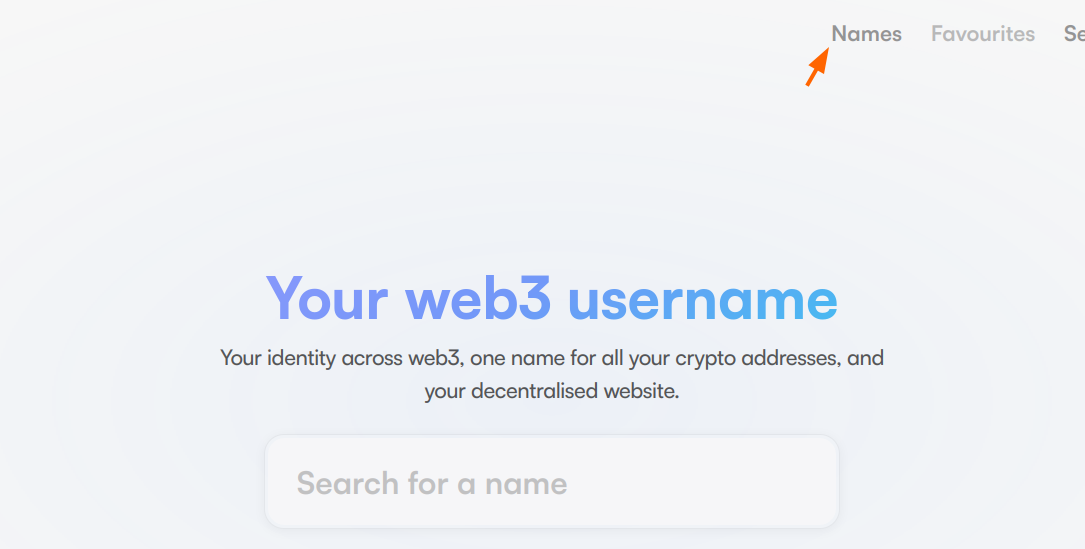 Names Favourites
Your web3 username
Your identity across web3, one name for all your crypto addresses, and
your decentralised website.
Search for a name